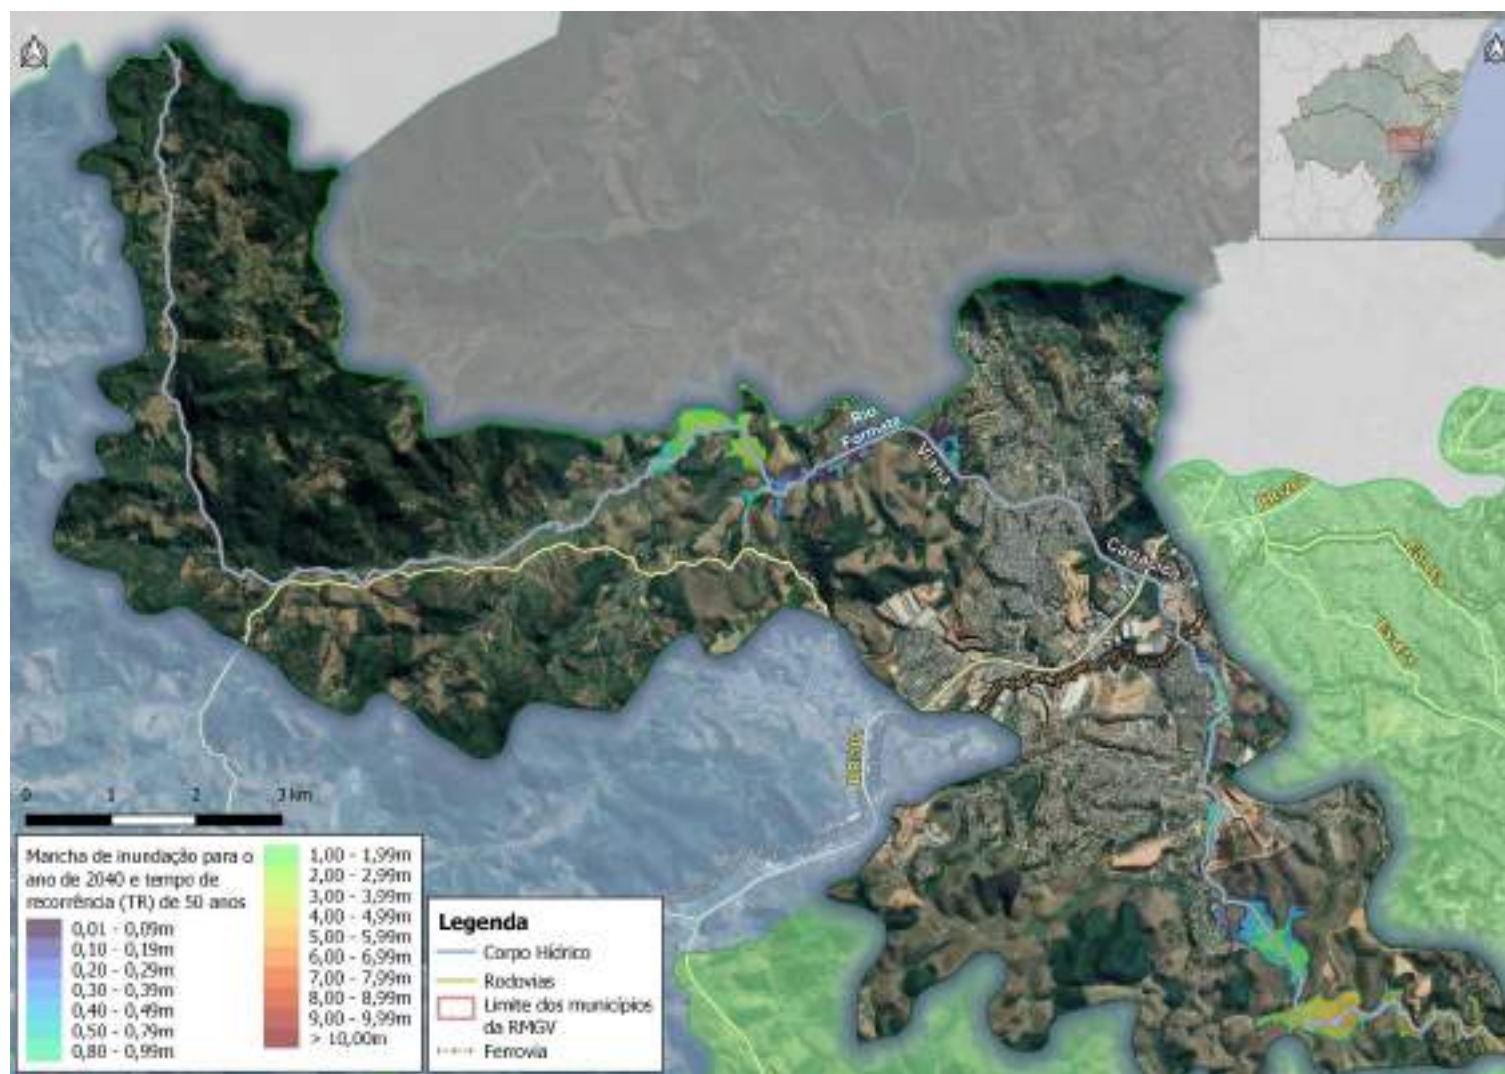 Rio
Formate
Viana
0 1 2 3 km
Mancha de inundação para o
ano de 2040 e tempo de
recorrência (TR) de 50 anos
0,01 - 0,09m
0,10 - 0,19m
0,20 - 0,29m
0,30 - 0,39m
0,40 - 0,49m
0,50 - 0,79m
0,80 - 0,99m
1,00 - 1,99m
2,00 - 2,99m
3,00 - 3,99m
4,00 - 4,99m
5,00 - 5,99m
6,00 - 6,99m
7,00 - 7,99m
8,00 - 8,99m
9,00 - 9,99m
> 10,00m
Legenda
Corpo Hídrico
Rodovias
Limite dos municípios
da RMGV
Ferrovia